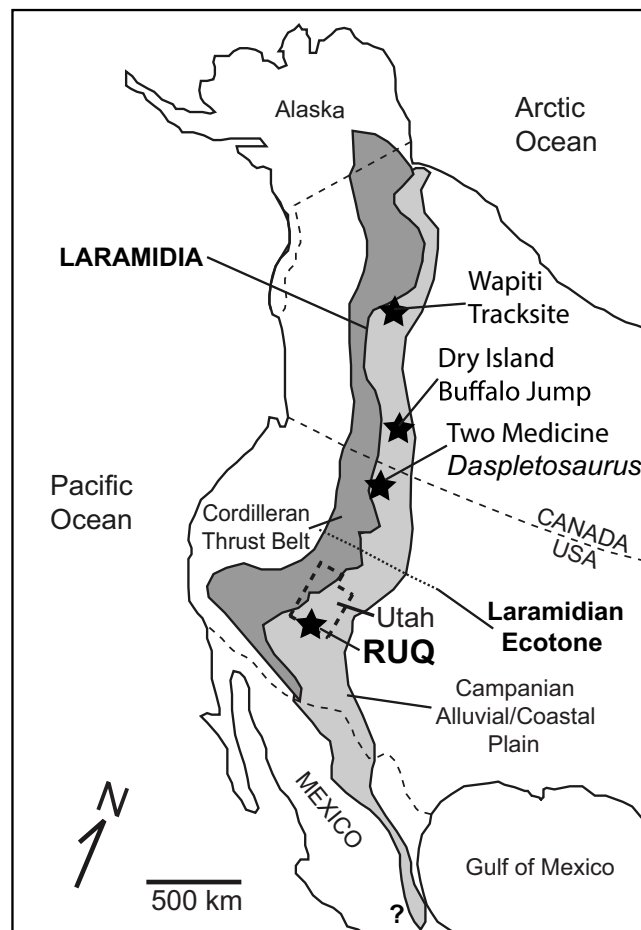 Alaska
Arctic
Ocean
LARAMIDIA
Wapiti
Tracksite
Dry Island
Buffalo Jump
Two Medicine
Daspletosaurus
Pacific
Ocean
Cordilleran
Thrust Belt
CANADA
USA
Utah
RUQ
Laramidian
Ecotone
Campanian
Alluvial/Coastal
Plain
N
MEXICO
500 km
Gulf of Mexico
?